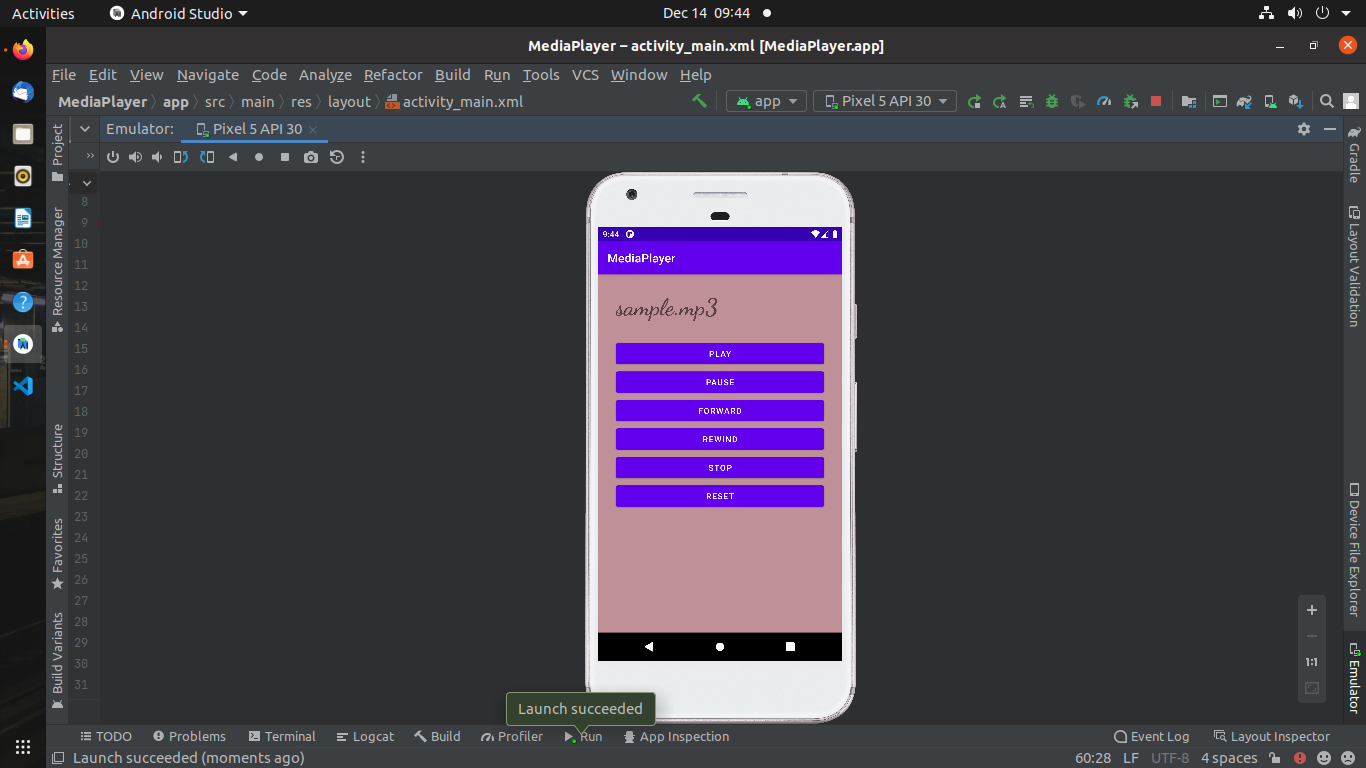 Activities Android Studio Dec 14 09:44
MediaPlayer – activity_main.xml [MediaPlayer.app]
File Edit View Navigate Code Analyze Refactor Build Run Tools VCS Window Help
MediaPlayer app src main res layout activity_main.xml app Pixel 5 API 30
Emulator: Pixel 5 API 30
Project
Resource Manager
Structure
Favorites
Build Variants
8
9
10
11
12
13
14
15
16
17
18
19
20
21
22
23
24
25
26
27
28
29
30
31
9:44
MediaPlayer
sample.mp3
PLAY
PAUSE
FORWARD
REWIND
STOP
RESET
Gradle
Layout Validation
Device File Explorer
Emulator
1:1
Launch succeeded
TODO Problems Terminal Logcat Build Profiler Run App Inspection Event Log Layout Inspector
Launch succeeded (moments ago) 60:28 LF UTF-8 4 spaces